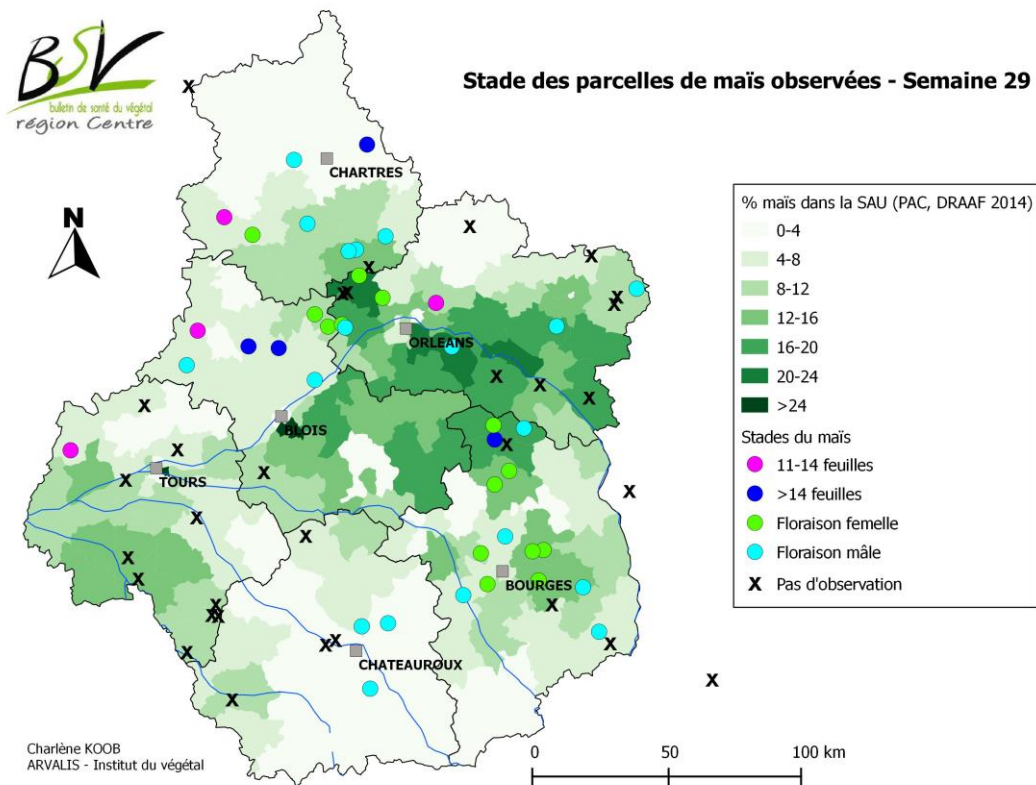 BSV
bulletin de santé du végétal
région Centre
Stade des parcelles de maïs observées - Semaine 29
N
CHARTRES
ORLEANS
BLOIS
TOURS
BOURGES
CHATEAUROUX
% maïs dans la SAU (PAC, DRAAF 2014)
0-4
4-8
8-12
12-16
16-20
20-24
>24
Stades du maïs
11-14 feuilles
>14 feuilles
Floraison femelle
Floraison mâle
X Pas d'observation
Charlène KOOB
ARVALIS - Institut du végétal
0 50 100 km